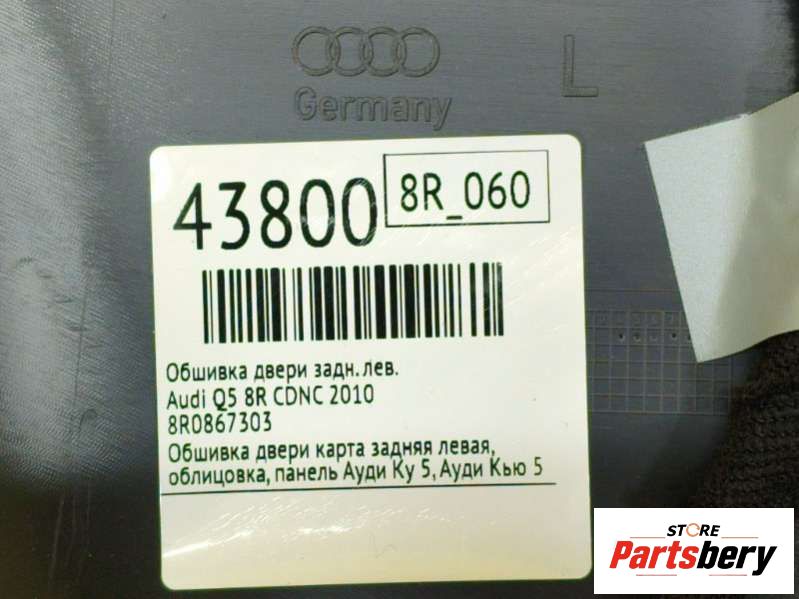 L
Germany
43800
8R_060
Обшивка двери задн.лев.
Audi Q5 8R CDNC 2010
8R0867303
Обшивка двери карта задняя левая,
облицовка, панель Ауди Ку 5, Ауди Кью 5
STORE
Partsbery